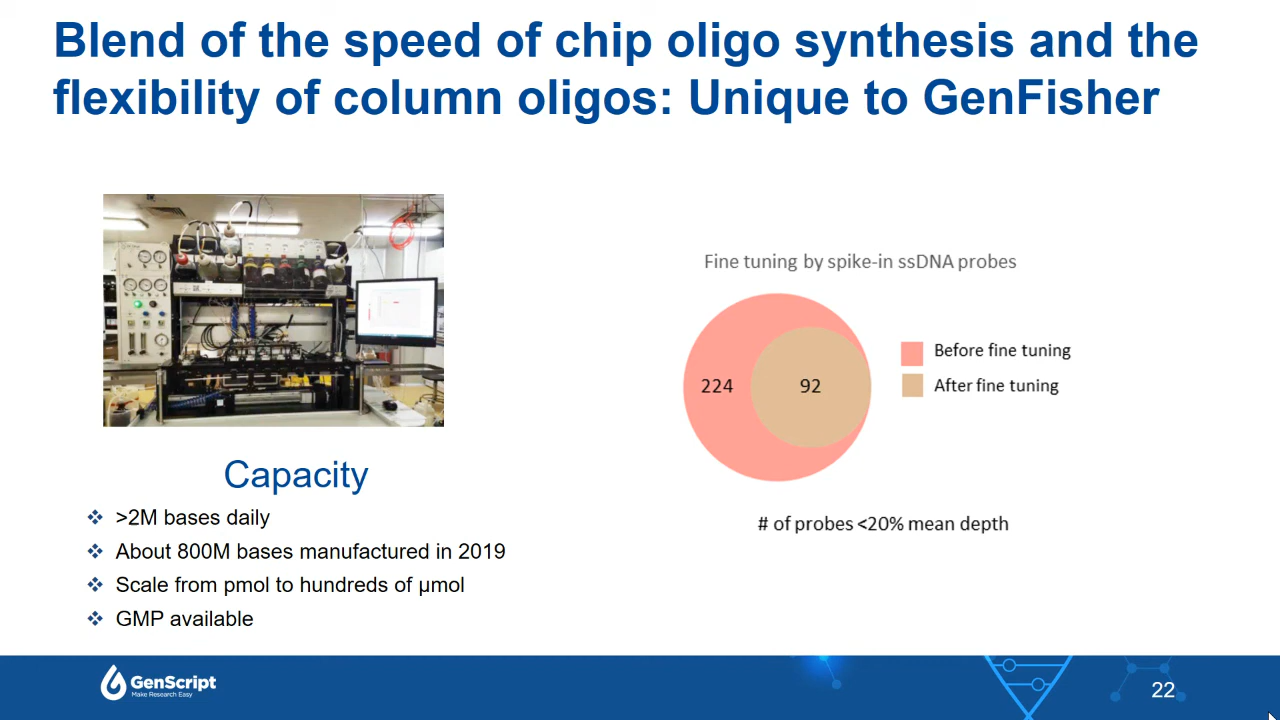 Blend of the speed of chip oligo synthesis and the
flexibility of column oligos: Unique to GenFisher
Fine tuning by spike-in ssDNA probes
224
92
Before fine tuning
After fine tuning
# of probes <20% mean depth
Capacity
>2M bases daily
About 800M bases manufactured in 2019
Scale from pmol to hundreds of µmol
GMP available
GenScript
Make Research Easy
22